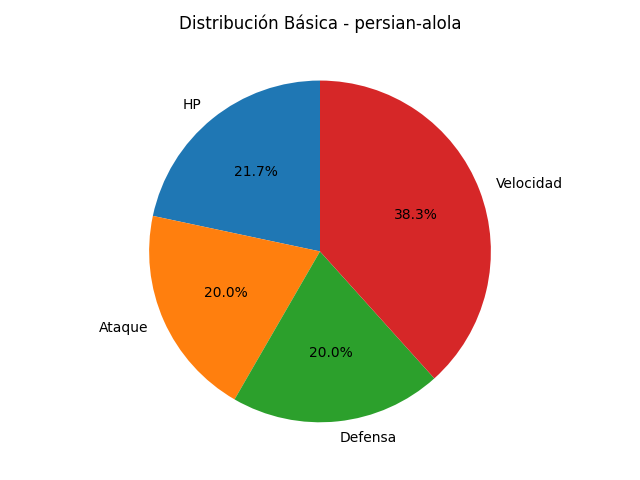 Distribución Básica - persian-alola
HP
21.7%
Velocidad
38.3%
20.0%
Ataque
20.0%
Defensa